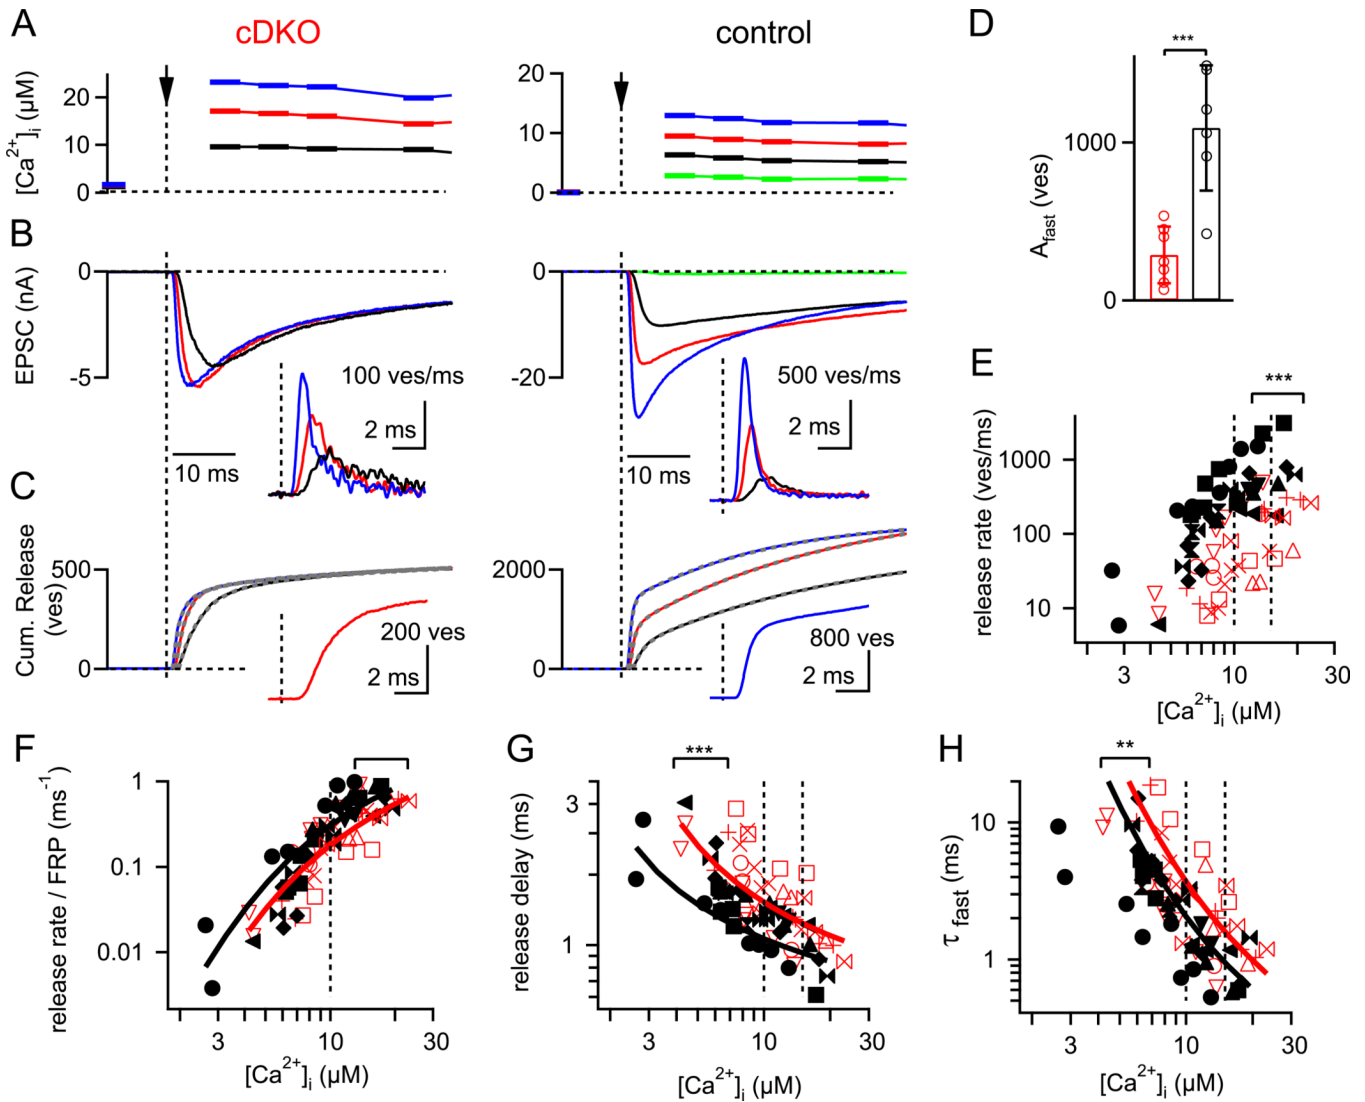 A
cDKO
control
[Ca2+]i (µM)
20
10
0
20
10
0
B
EPSC (nA)
0
-5
100 ves/ms
2 ms
10 ms
0
-20
500 ves/ms
2 ms
10 ms
C
Cum. Release
(ves)
500
0
200 ves
2 ms
2000
0
800 ves
2 ms
D
***
Afast (ves)
1000
0
E
***
release rate (ves/ms)
1000
100
10
3
10
30
[Ca2+]i (µM)
F
release rate / FRP (ms-1)
1
0.1
0.01
3
10
30
[Ca2+]i (µM)
G
***
release delay (ms)
3
1
3
10
30
[Ca2+]i (µM)
H
**
τfast (ms)
10
1
3
10
30
[Ca2+]i (µM)